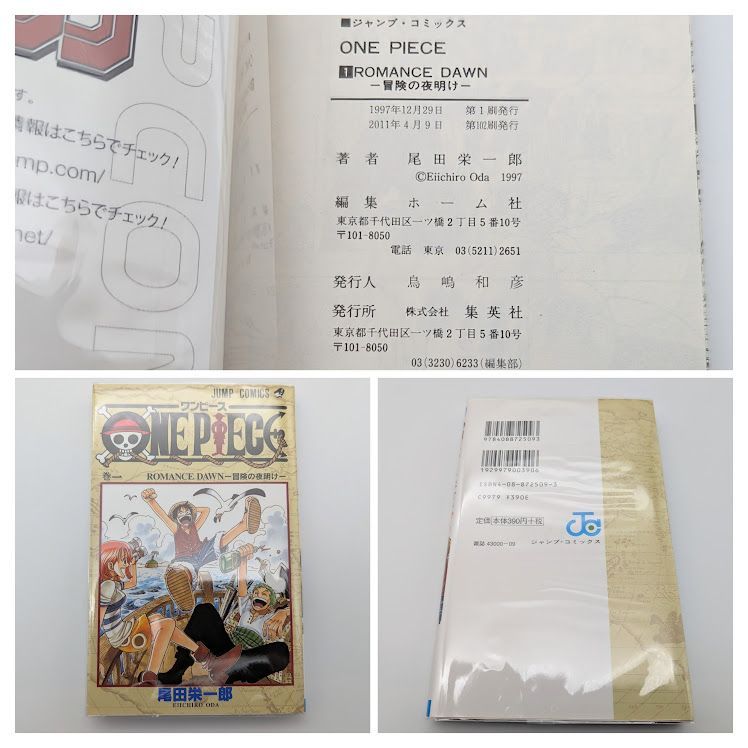 す。
情報はこちらでチェック!
mp.com/
報はこちらでチェック!
net/
■ジャンプ・コミックス
ONE PIECE
1 ROMANCE DAWN
―冒険の夜明け―
1997年12月29日 第1刷発行
2011年4月9日 第102刷発行
著者 尾田栄一郎
©Eiichiro Oda 1997
編集 ホーム社
東京都千代田区一ツ橋2丁目5番10号
〒101-8050
電話 東京 03(5211)2651
発行人 鳥嶋和彦
発行所 株式会社 集英社
東京都千代田区一ツ橋2丁目5番10号
〒101-8050
03(3230)6233(編集部)
JUMP COMICS
ワンピース
ONE PIECE
巻一 ROMANCE DAWN―冒険の夜明け―
尾田栄一郎
EIICHIRO ODA
9784088725093
1929979003906
ISBN4-08-872509-3
C9979 ¥390E
定価 本体390円+税
雑誌 43000-09
JC
ジャンプ・コミックス